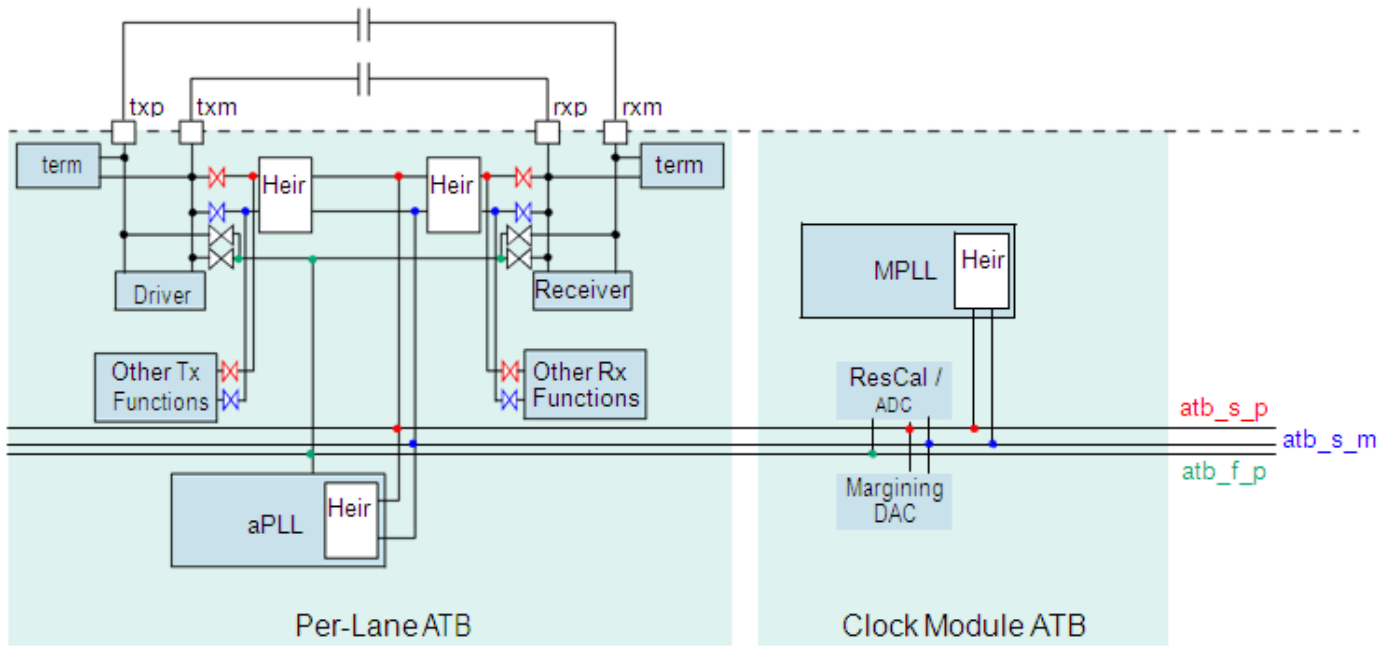 txp
txm
rxp
rxm
term
Heir
Heir
term
Driver
Receiver
MPLL
Heir
Other Tx
Functions
Other Rx
Functions
ResCal /
ADC
atb_s_p
atb_s_m
atb_f_p
aPLL
Heir
Margining
DAC
Per-Lane ATB
Clock Module ATB